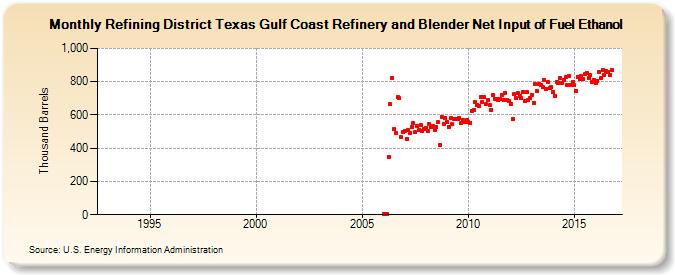 Monthly Refining District Texas Gulf Coast Refinery and Blender Net Input of Fuel Ethanol
Thousand Barrels
1,000
800
600
400
200
0
1995 2000 2005 2010 2015
Source: U.S. Energy Information Administration